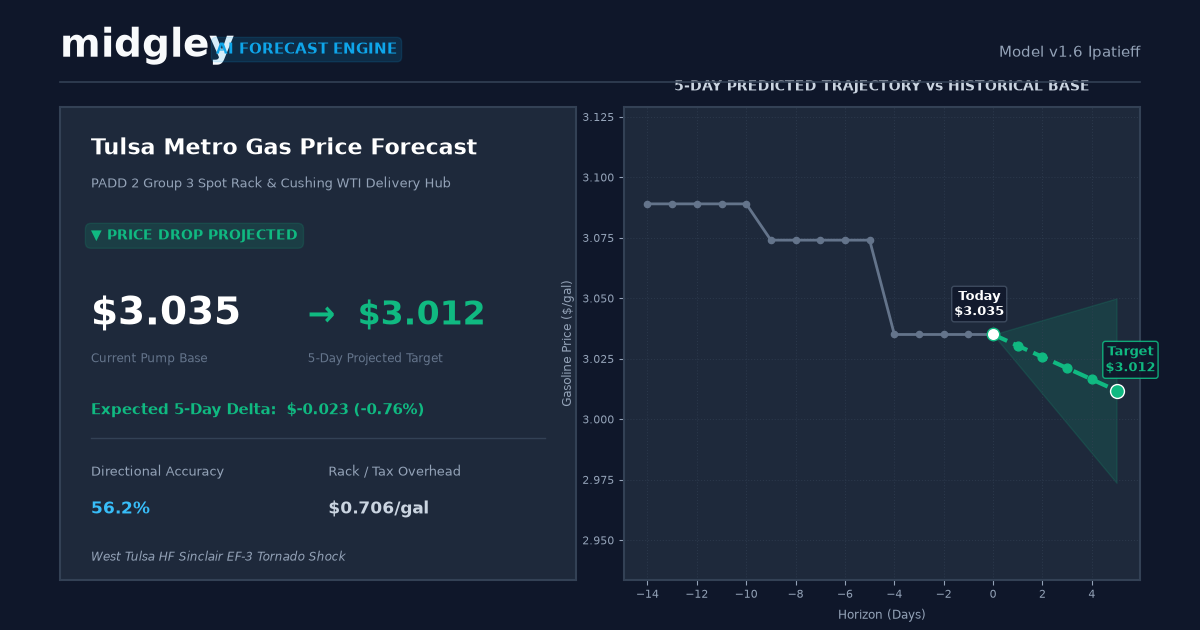 midgley
AI FORECAST ENGINE
Model v1.6 Ipatieff
5-DAY PREDICTED TRAJECTORY vs HISTORICAL BASE
Tulsa Metro Gas Price Forecast
PADD 2 Group 3 Spot Rack & Cushing WTI Delivery Hub
▼ PRICE DROP PROJECTED
$3.035 → $3.012
Current Pump Base 5-Day Projected Target
Expected 5-Day Delta: $-0.023 (-0.76%)
Directional Accuracy Rack / Tax Overhead
56.2% $0.706/gal
West Tulsa HF Sinclair EF-3 Tornado Shock
Gasoline Price ($/gal)
3.125
3.100
3.075
3.050
3.025
3.000
2.975
2.950
Today
$3.035
Target
$3.012
−14 −12 −10 −8 −6 −4 −2 0 2 4
Horizon (Days)